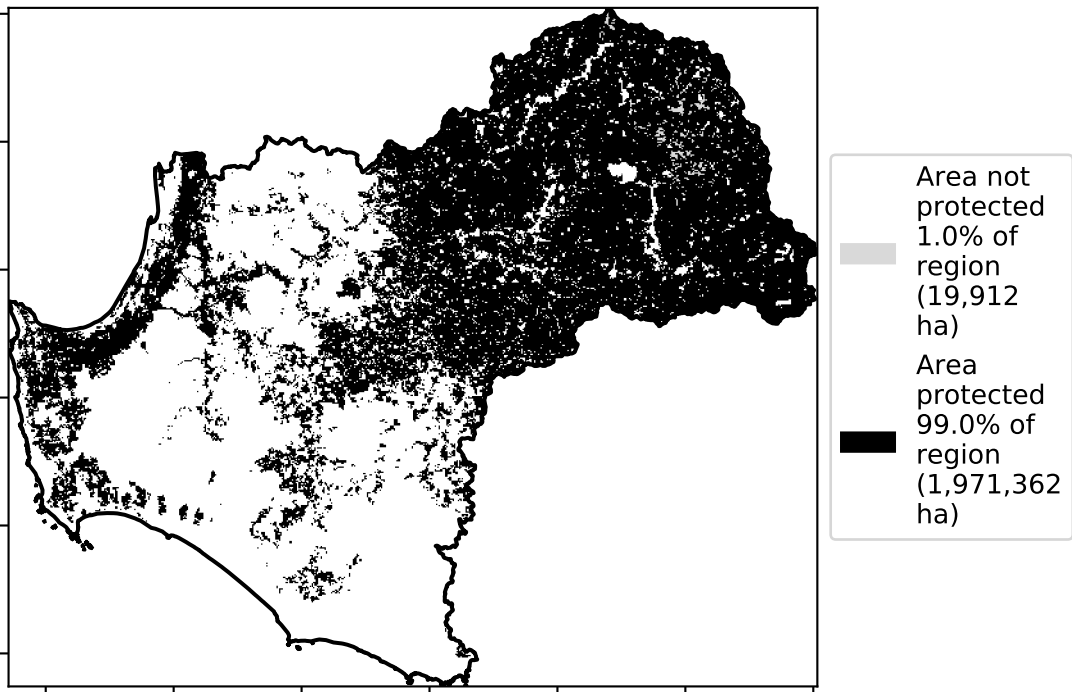 Area not
protected
1.0% of
region
(19,912
ha)
Area
protected
99.0% of
region
(1,971,362
ha)